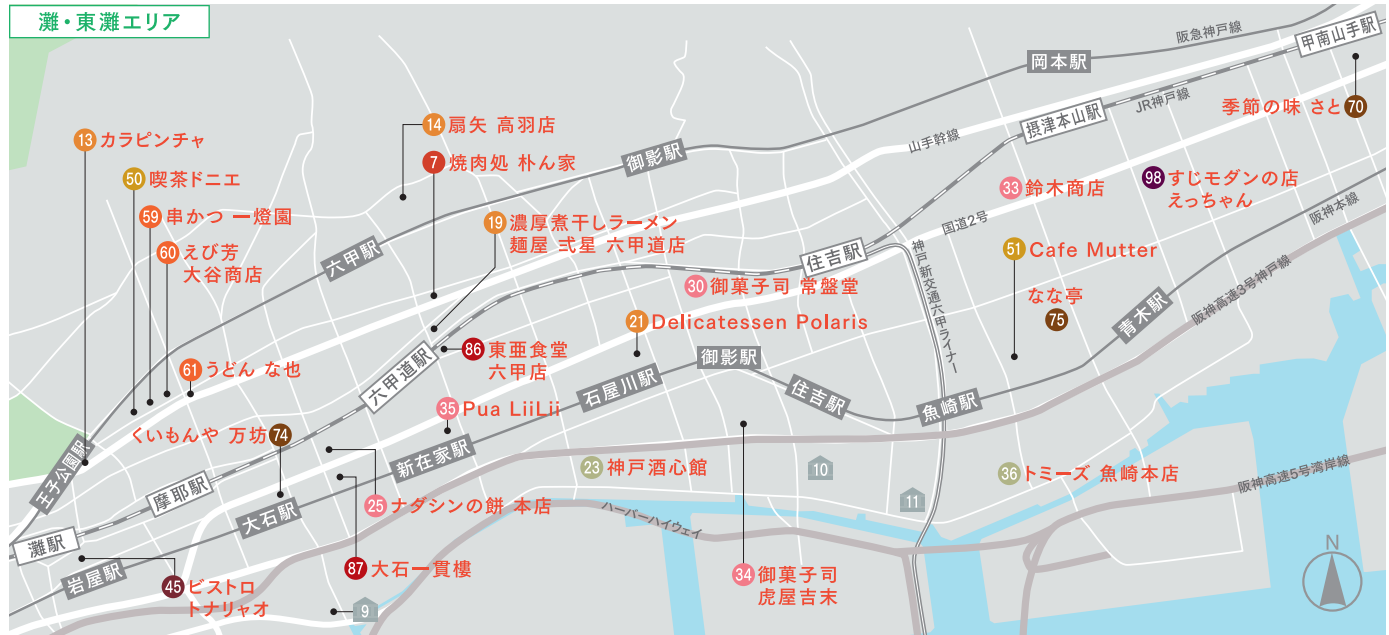 灘・東灘エリア
阪急神戸線
甲南山手駅
岡本駅
JR神戸線
季節の味 さと 70
摂津本山駅
14 扇矢 高羽店
13 カラピンチャ
山手幹線
御影駅
7 焼肉処 朴ん家
50 喫茶ドニエ
33 鈴木商店
98 すじモダンの店
えっちゃん
阪神本線
59 串かつ 一燈園
19 濃厚煮干しラーメン
麺屋 弍星 六甲道店
国道2号
60 えび芳
大谷商店
六甲駅
住吉駅
神戸新交通六甲ライナー
51 Cafe Mutter
30 御菓子司 常盤堂
なな亭
75
阪神高速3号神戸線
青木駅
21 Delicatessen Polaris
86 東亜食堂
六甲店
御影駅
61 うどん な也
六甲道駅
石屋川駅
住吉駅
魚崎駅
35 Pua LiiLii
くいもんや 万坊 74
新在家駅
王子公園駅
摩耶駅
23 神戸酒心館
10
36 トミーズ 魚崎本店
阪神高速5号湾岸線
11
25 ナダシンの餅 本店
大石駅
ハーバーハイウェイ
灘駅
N
岩屋駅
87 大石一貫樓
34 御菓子司
虎屋吉末
45 ビストロ
トナリャオ
9